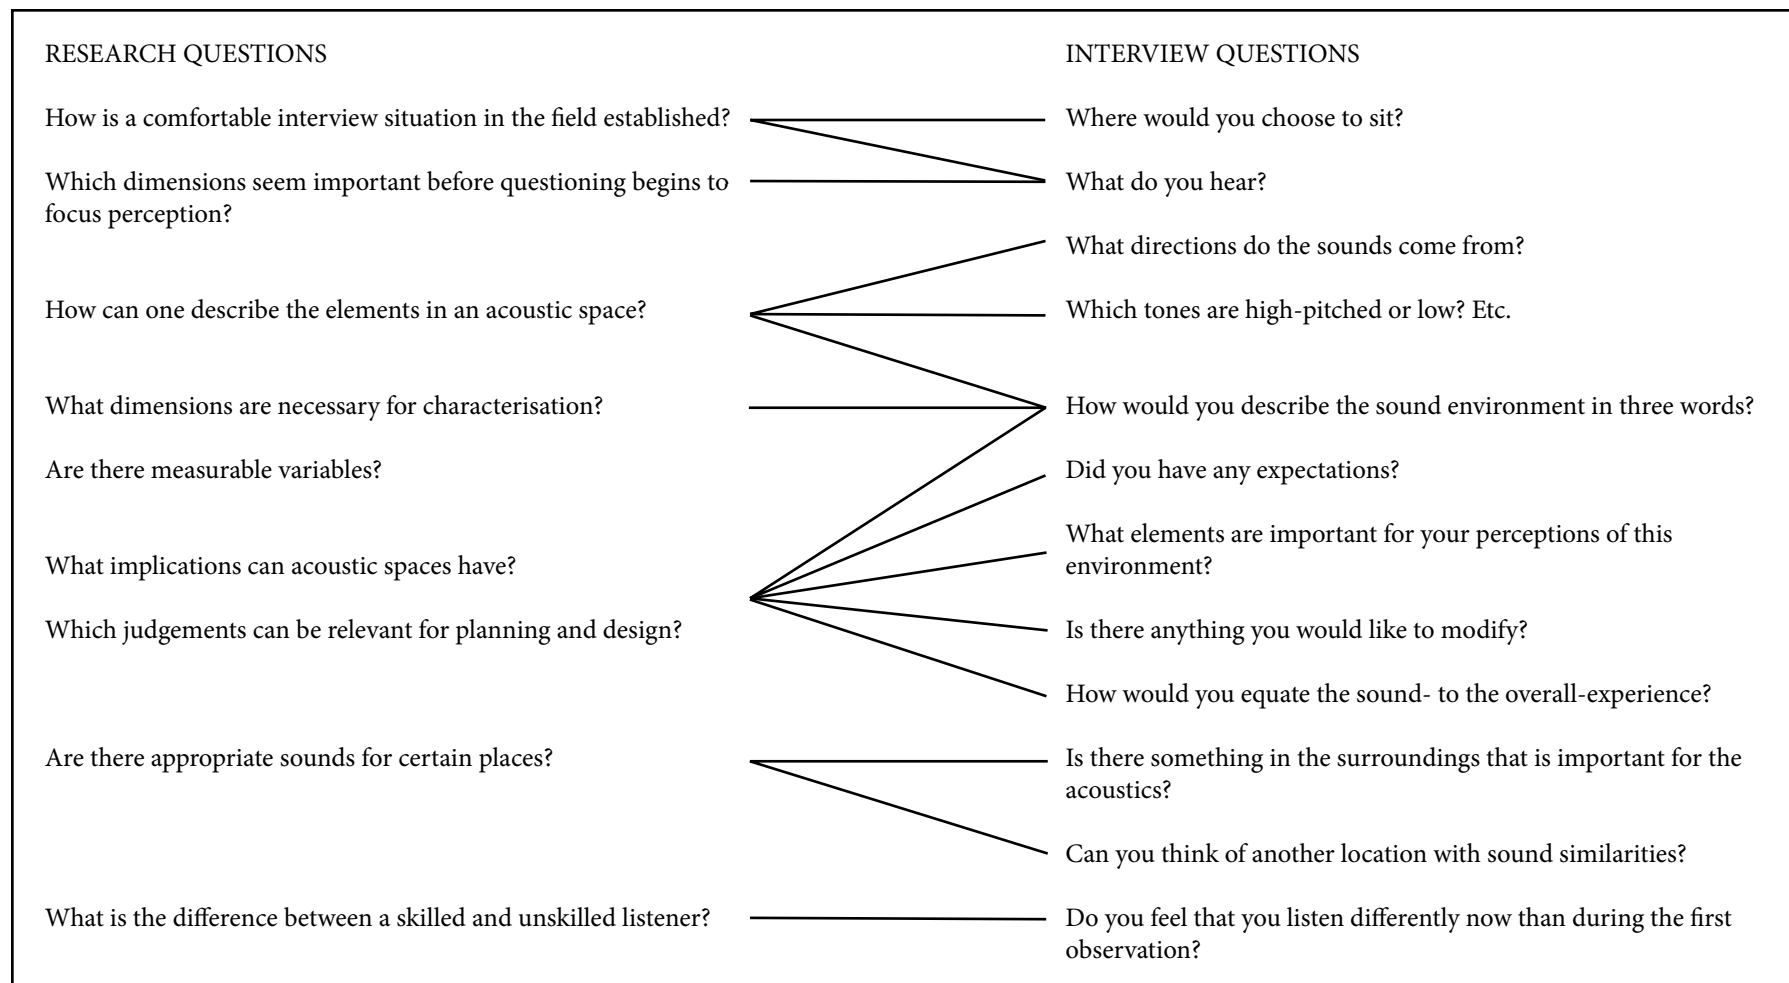 RESEARCH QUESTIONS
How is a comfortable interview situation in the field established?
Which dimensions seem important before questioning begins to
focus perception?
How can one describe the elements in an acoustic space?
What dimensions are necessary for characterisation?
Are there measurable variables?
What implications can acoustic spaces have?
Which judgements can be relevant for planning and design?
Are there appropriate sounds for certain places?
What is the difference between a skilled and unskilled listener?
INTERVIEW QUESTIONS
Where would you choose to sit?
What do you hear?
What directions do the sounds come from?
Which tones are high-pitched or low? Etc.
How would you describe the sound environment in three words?
Did you have any expectations?
What elements are important for your perceptions of this
environment?
Is there anything you would like to modify?
How would you equate the sound- to the overall-experience?
Is there something in the surroundings that is important for the
acoustics?
Can you think of another location with sound similarities?
Do you feel that you listen differently now than during the first
observation?